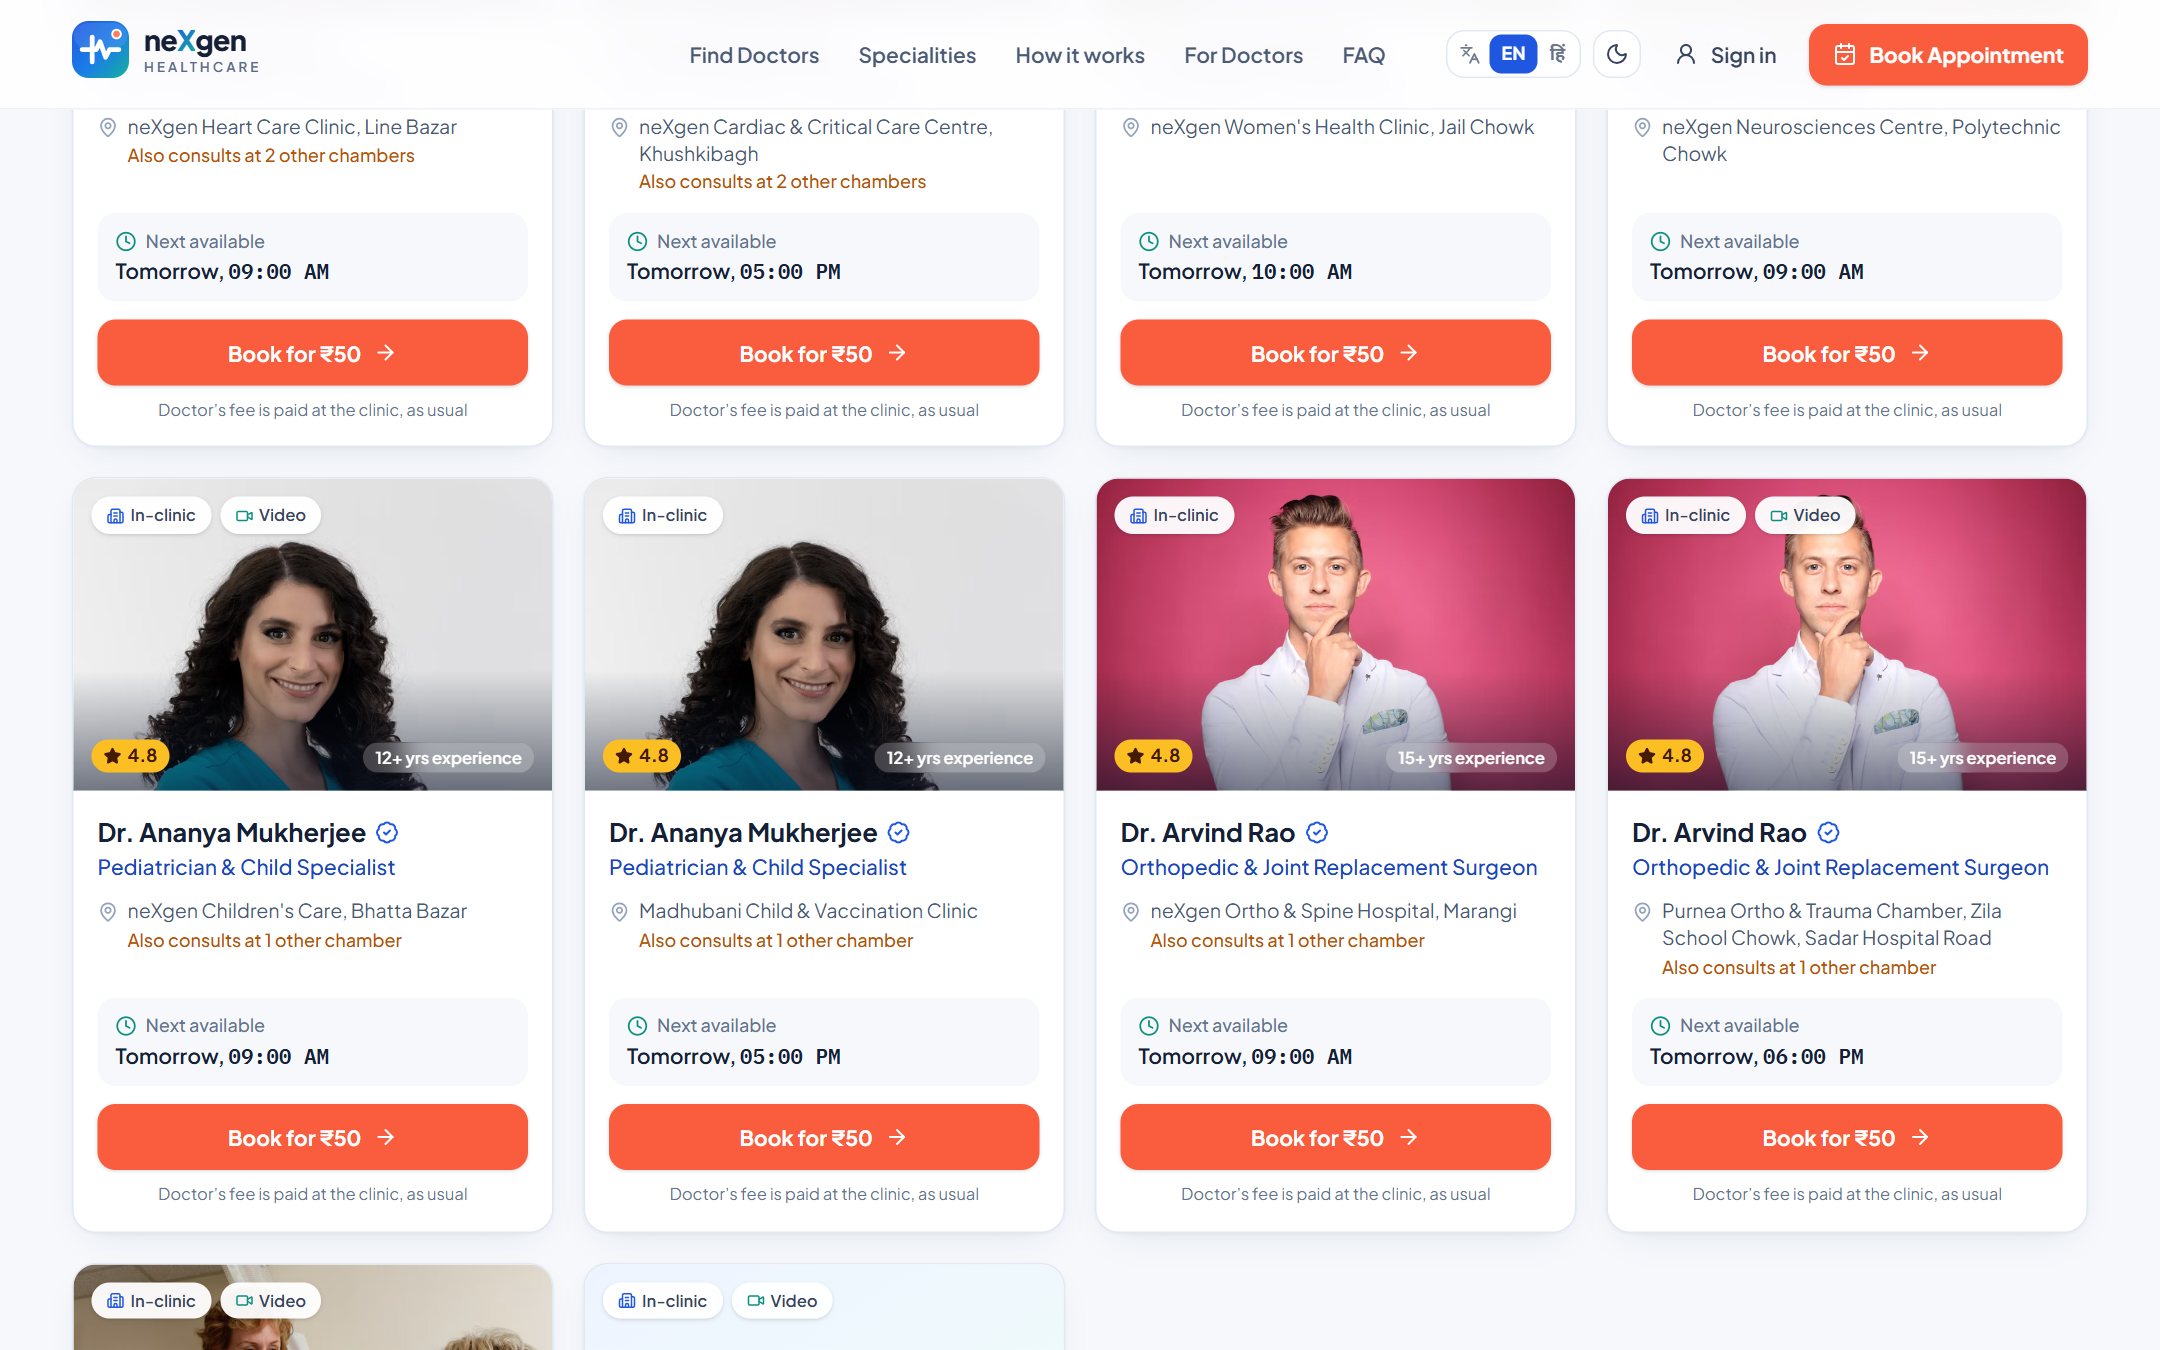 neXgen
HEALTHCARE
Find Doctors
Specialities
How it works
For Doctors
FAQ
EN
हिं
Sign in
Book Appointment
neXgen Heart Care Clinic, Line Bazar
Also consults at 2 other chambers
Next available
Tomorrow, 09:00 AM
Book for ₹50
Doctor's fee is paid at the clinic, as usual
neXgen Cardiac & Critical Care Centre,
Khushkibagh
Also consults at 2 other chambers
Next available
Tomorrow, 05:00 PM
Book for ₹50
Doctor's fee is paid at the clinic, as usual
neXgen Women's Health Clinic, Jail Chowk
Next available
Tomorrow, 10:00 AM
Book for ₹50
Doctor's fee is paid at the clinic, as usual
neXgen Neurosciences Centre, Polytechnic
Chowk
Next available
Tomorrow, 09:00 AM
Book for ₹50
Doctor's fee is paid at the clinic, as usual
In-clinic
Video
4.8
12+ yrs experience
Dr. Ananya Mukherjee
Pediatrician & Child Specialist
neXgen Children's Care, Bhatta Bazar
Also consults at 1 other chamber
Next available
Tomorrow, 09:00 AM
Book for ₹50
Doctor's fee is paid at the clinic, as usual
In-clinic
4.8
12+ yrs experience
Dr. Ananya Mukherjee
Pediatrician & Child Specialist
Madhubani Child & Vaccination Clinic
Also consults at 1 other chamber
Next available
Tomorrow, 05:00 PM
Book for ₹50
Doctor's fee is paid at the clinic, as usual
In-clinic
4.8
15+ yrs experience
Dr. Arvind Rao
Orthopedic & Joint Replacement Surgeon
neXgen Ortho & Spine Hospital, Marangi
Also consults at 1 other chamber
Next available
Tomorrow, 09:00 AM
Book for ₹50
Doctor's fee is paid at the clinic, as usual
In-clinic
Video
4.8
15+ yrs experience
Dr. Arvind Rao
Orthopedic & Joint Replacement Surgeon
Purnea Ortho & Trauma Chamber, Zila
School Chowk, Sadar Hospital Road
Also consults at 1 other chamber
Next available
Tomorrow, 06:00 PM
Book for ₹50
Doctor's fee is paid at the clinic, as usual
In-clinic
Video
In-clinic
Video